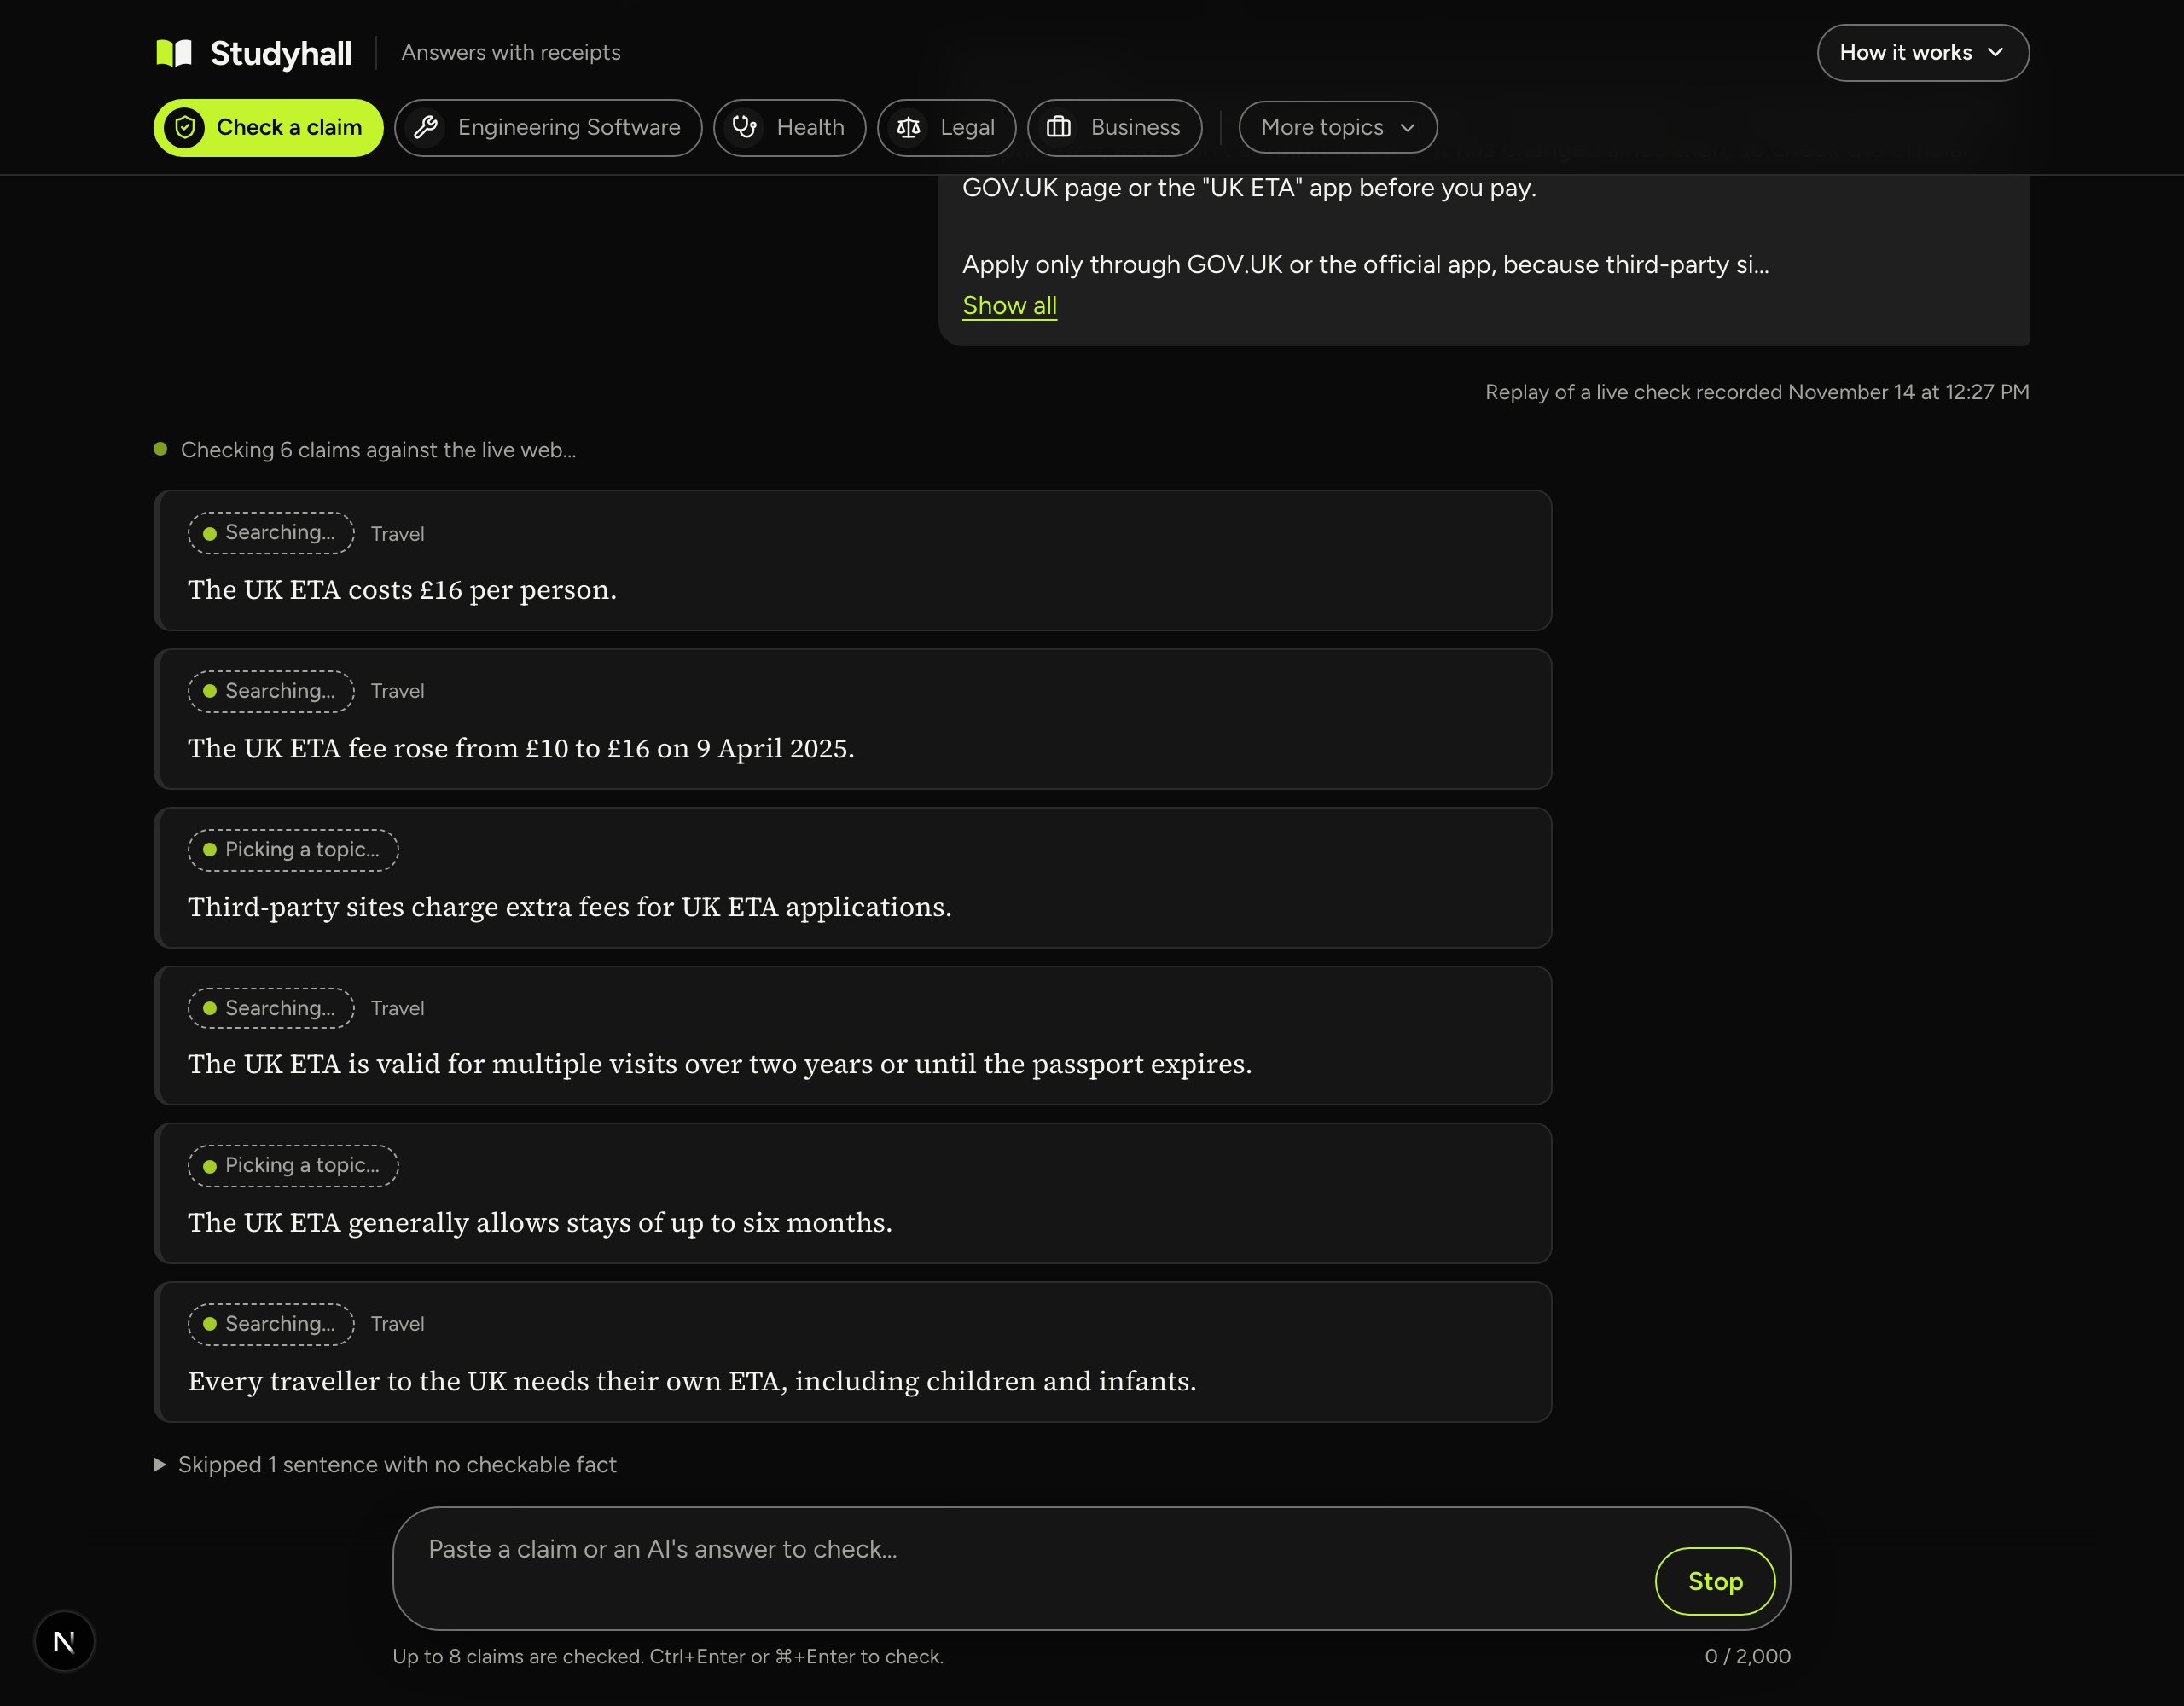 Studyhall
Answers with receipts
How it works
Check a claim
Engineering Software
Health
Legal
Business
More topics
GOV.UK page or the "UK ETA" app before you pay.
Apply only through GOV.UK or the official app, because third-party si...
Show all
Replay of a live check recorded November 14 at 12:27 PM
Checking 6 claims against the live web...
Searching... Travel
The UK ETA costs £16 per person.
Searching... Travel
The UK ETA fee rose from £10 to £16 on 9 April 2025.
Picking a topic...
Third-party sites charge extra fees for UK ETA applications.
Searching... Travel
The UK ETA is valid for multiple visits over two years or until the passport expires.
Picking a topic...
The UK ETA generally allows stays of up to six months.
Searching... Travel
Every traveller to the UK needs their own ETA, including children and infants.
Skipped 1 sentence with no checkable fact
Paste a claim or an AI's answer to check...
Stop
N
Up to 8 claims are checked. Ctrl+Enter or ⌘+Enter to check.
0 / 2,000